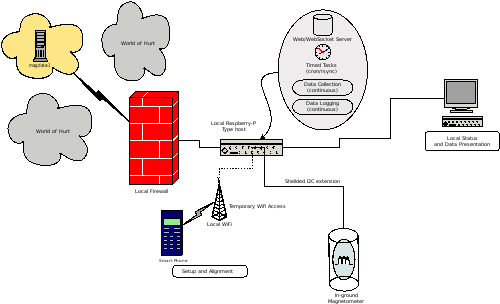 World of Hurt
magdata1
World of Hurt
Web/WebSocket Server
Timed Tasks
(cron/rsync)
Data Collection
(continuous)
Data Logging
(continuous)
Local Raspberry-P
Type host
Local Status
and Data Presentation
Local Firewall
Shielded I2C extension
Temporary Wifi Access
Local WiFi
Smart Phone
Setup and Alignment
In-ground
Magnetometer